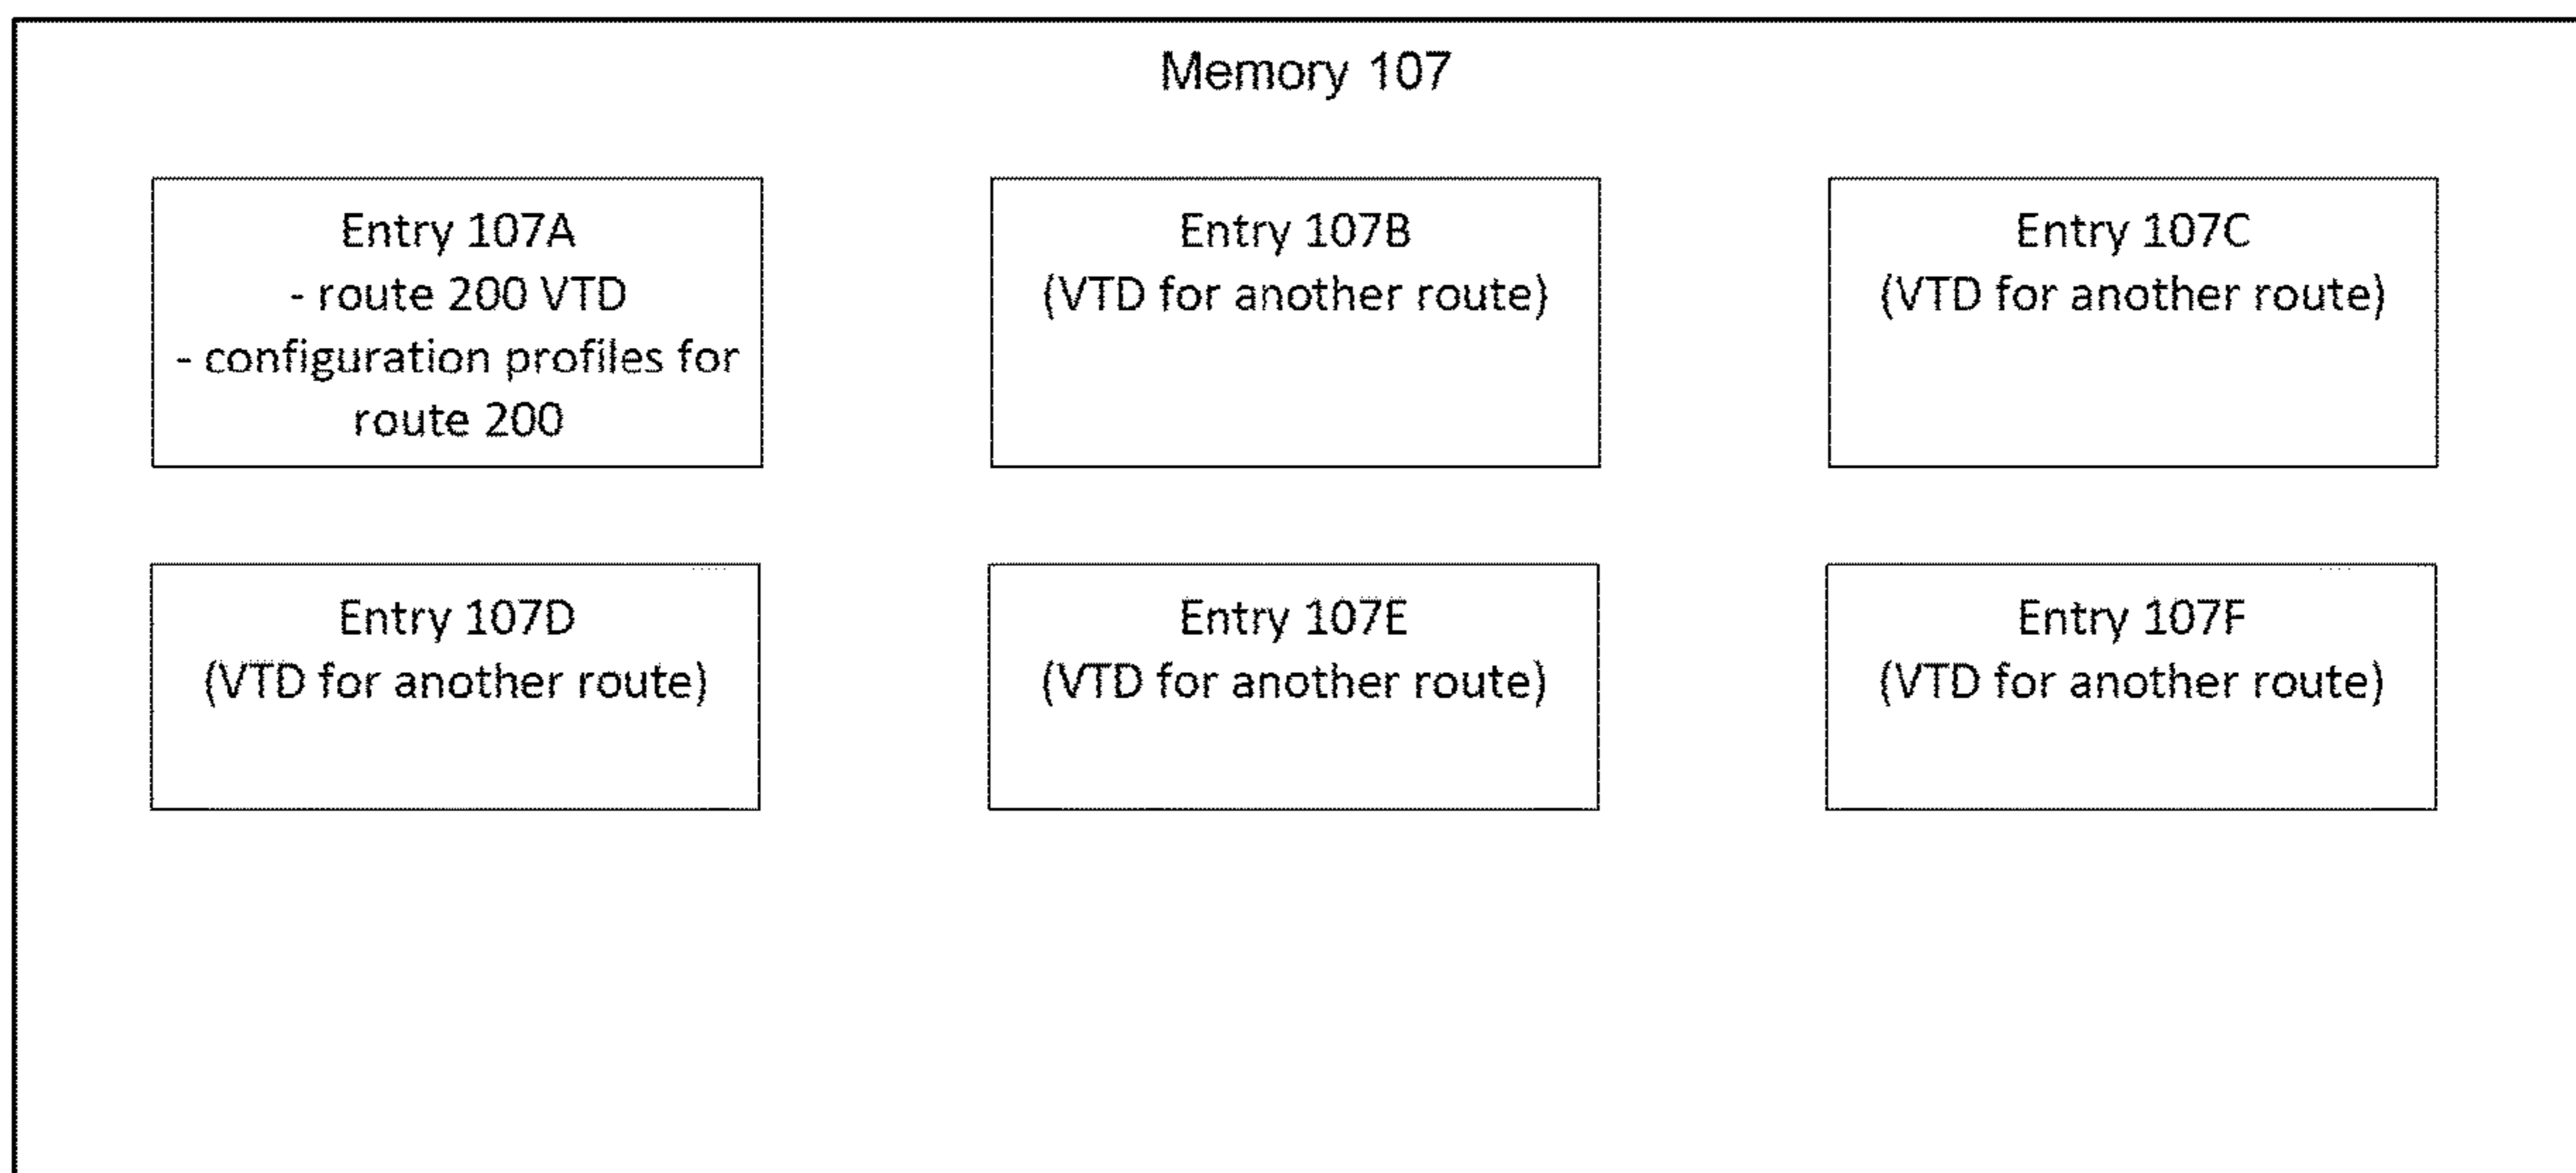 Memory 107
Entry 107A
- route 200 VTD
- configuration profiles for
route 200
Entry 107B
(VTD for another route)
Entry 107C
(VTD for another route)
Entry 107D
(VTD for another route)
Entry 107E
(VTD for another route)
Entry 107F
(VTD for another route)